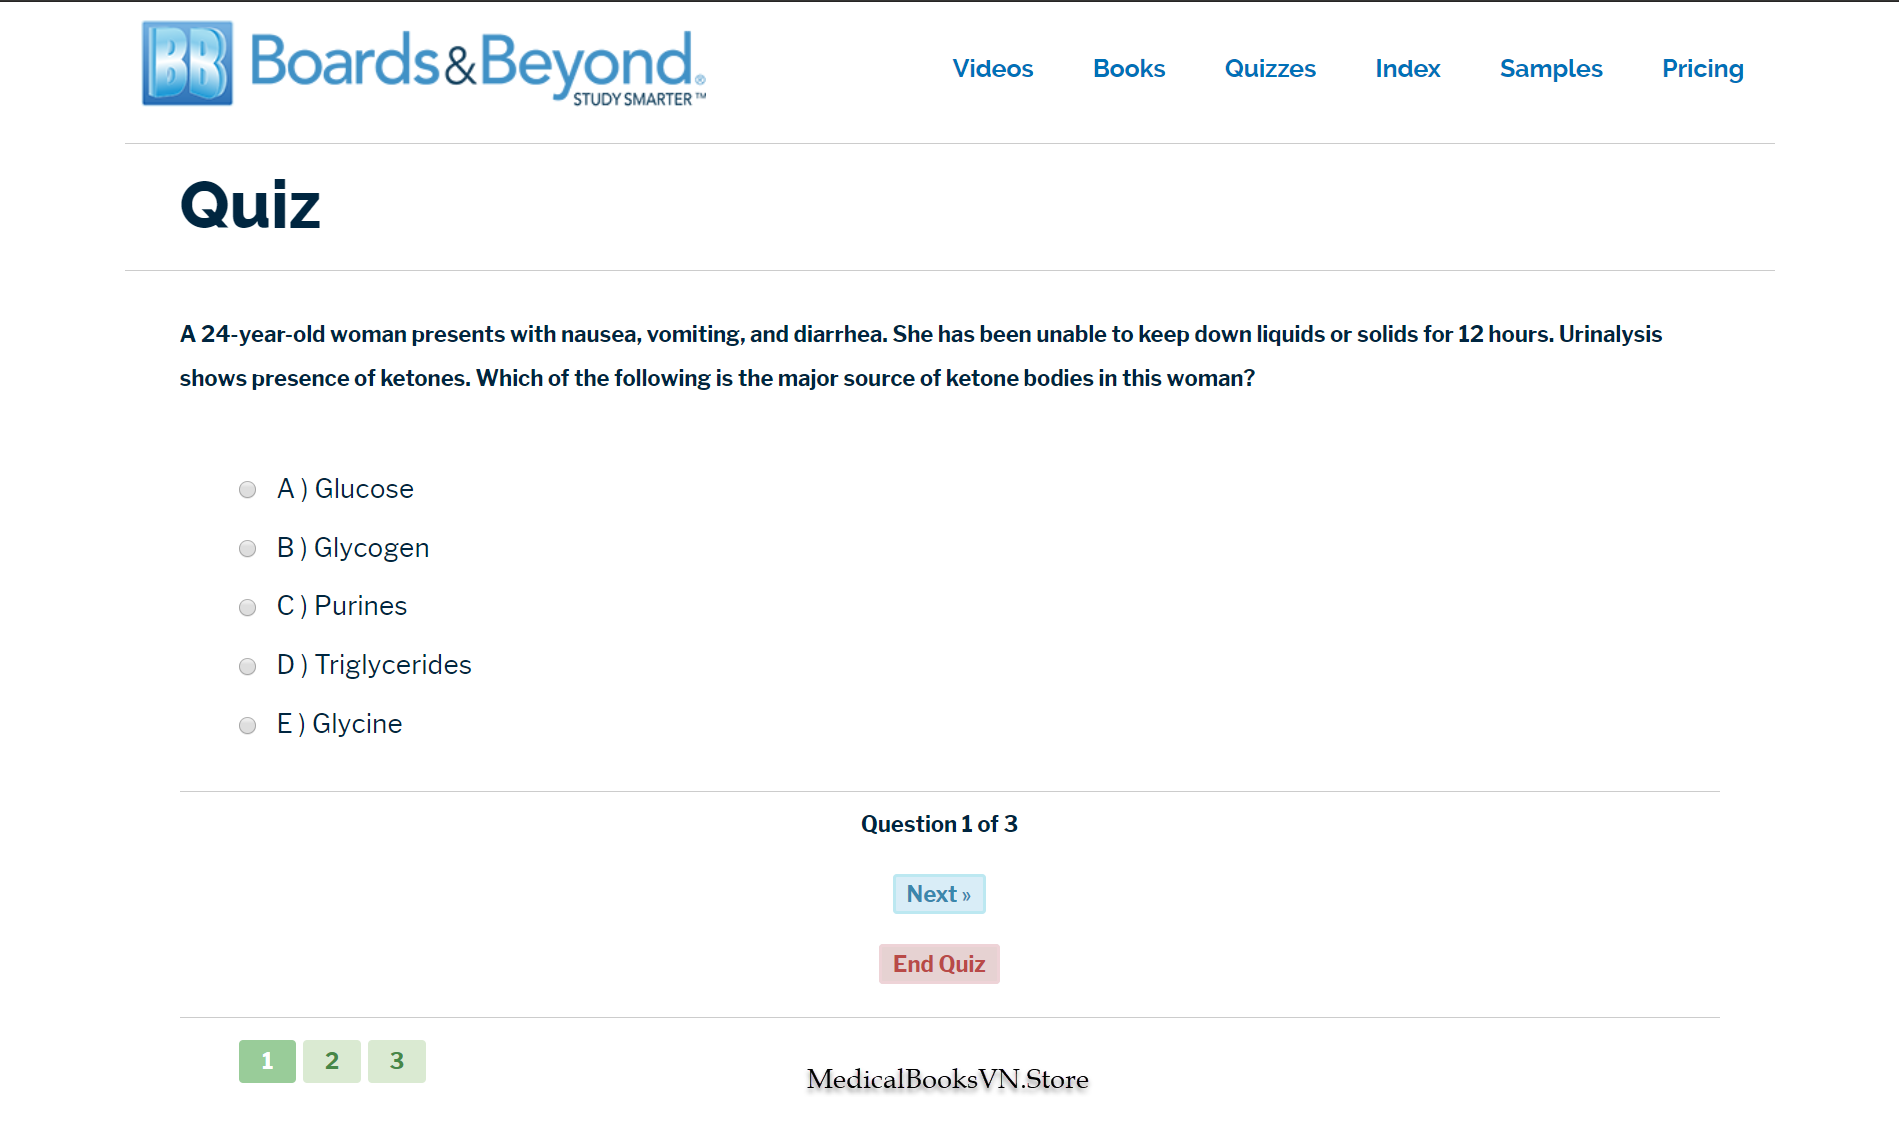 BB Boards&Beyond®
STUDY SMARTER™
Videos Books Quizzes Index Samples Pricing
Quiz
A 24-year-old woman presents with nausea, vomiting, and diarrhea. She has been unable to keep down liquids or solids for 12 hours. Urinalysis
shows presence of ketones. Which of the following is the major source of ketone bodies in this woman?
A ) Glucose
B ) Glycogen
C ) Purines
D ) Triglycerides
E ) Glycine
Question 1 of 3
Next »
End Quiz
1 2 3
MedicalBooksVN.Store